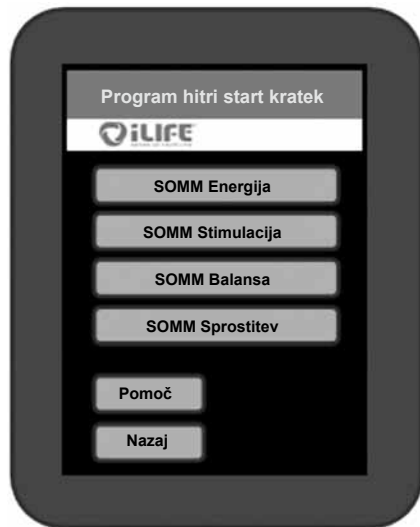 Program hitri start kratek
iLIFE
SOMM Energija
SOMM Stimulacija
SOMM Balansa
SOMM Sprostitev
Pomoč
Nazaj